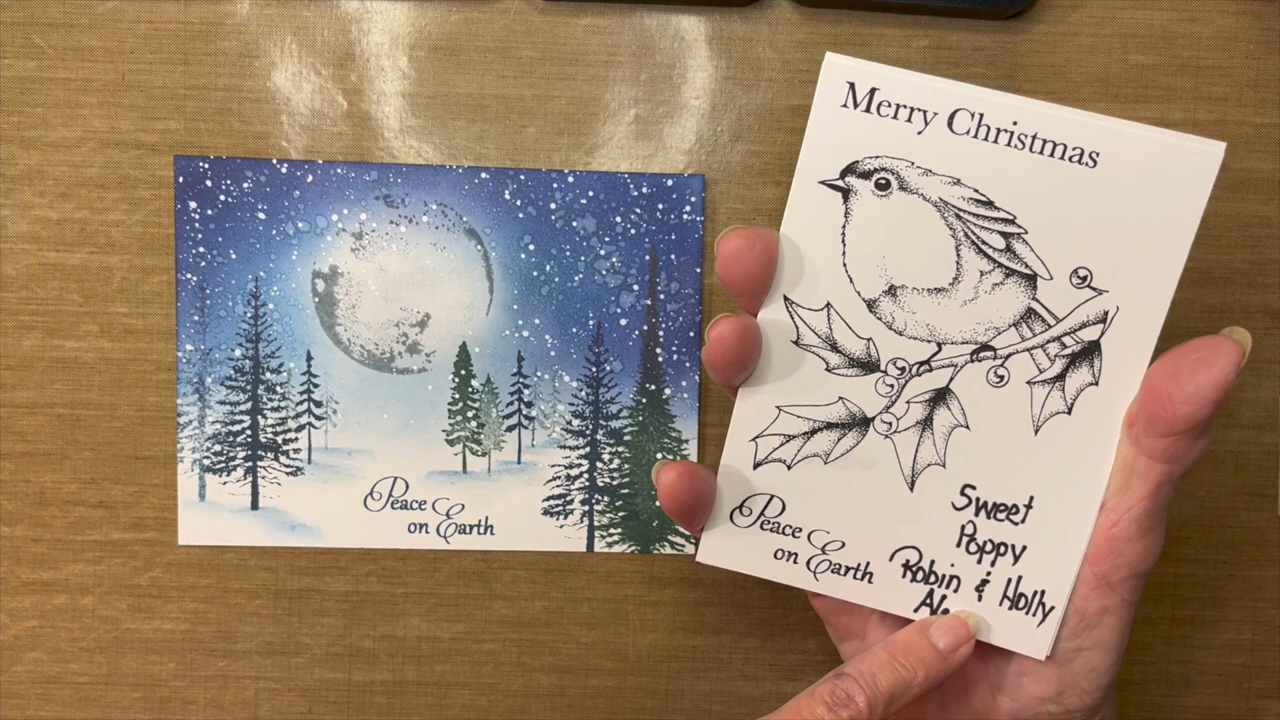 Peace
on Earth
Merry Christmas
Peace
on Earth
Sweet
Poppy
Robin & Holly